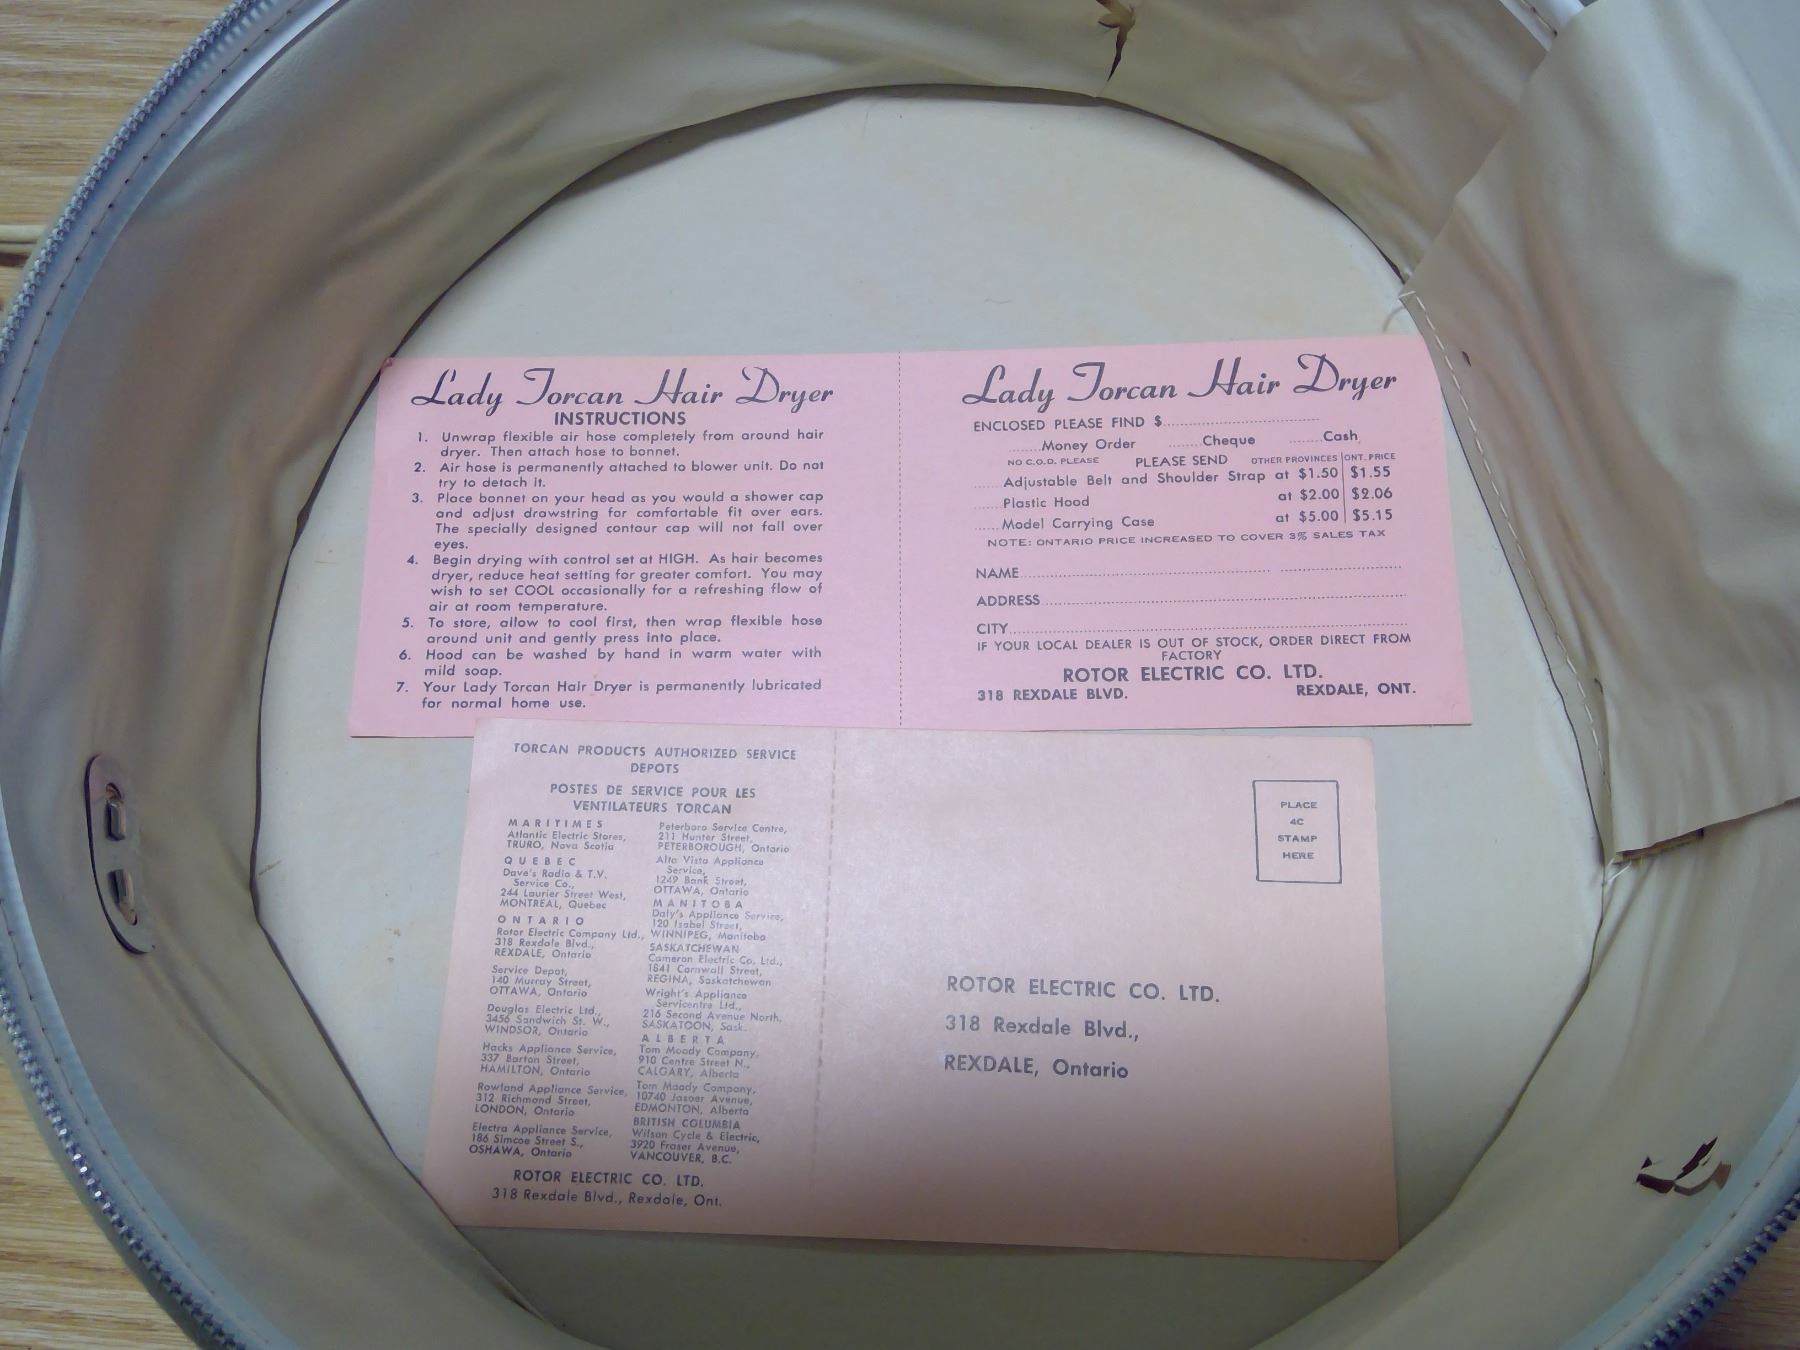 Lady Torcan Hair Dryer
INSTRUCTIONS
1. Unwrap flexible air hose completely from around hair
dryer. Then attach hose to bonnet.
2. Air hose is permanently attached to blower unit. Do not
try to detach it.
3. Place bonnet on your head as you would a shower cap
and adjust drawstring for comfortable fit over ears.
The specially designed contour cap will not fall over
eyes.
4. Begin drying with control set at HIGH. As hair becomes
dryer, reduce heat setting for greater comfort. You may
wish to set COOL occasionally for a refreshing flow of
air at room temperature.
5. To store, allow to cool first, then wrap flexible hose
around unit and gently press into place.
6. Hood can be washed by hand in warm water with
mild soap.
7. Your Lady Torcan Hair Dryer is permanently lubricated
for normal home use.
Lady Torcan Hair Dryer
ENCLOSED PLEASE FIND $..............................
........Money Order ........Cheque ........Cash
NO C.O.D. PLEASE PLEASE SEND OTHER PROVINCES ONT. PRICE
...... Adjustable Belt and Shoulder Strap at $1.50 $1.55
...... Plastic Hood at $2.00 $2.06
...... Model Carrying Case at $5.00 $5.15
NOTE: ONTARIO PRICE INCREASED TO COVER 3% SALES TAX
NAME..............................
ADDRESS..............................
CITY..............................
IF YOUR LOCAL DEALER IS OUT OF STOCK, ORDER DIRECT FROM
FACTORY
ROTOR ELECTRIC CO. LTD.
318 REXDALE BLVD. REXDALE, ONT.
TORCAN PRODUCTS AUTHORIZED SERVICE
DEPOTS
POSTES DE SERVICE POUR LES
VENTILATEURS TORCAN
MARITIMES
Atlantic Electric Stores,
TRURO, Nova Scotia
QUEBEC
Dave's Radio & T.V.
Service Co.,
244 Laurier Street West,
MONTREAL, Quebec
ONTARIO
Rotor Electric Company Ltd.,
318 Rexdale Blvd.,
REXDALE, Ontario
Service Depot,
140 Murray Street,
OTTAWA, Ontario
Douglas Electric Ltd.,
3456 Sandwich St. W.,
WINDSOR, Ontario
Hacks Appliance Service,
337 Barton Street,
HAMILTON, Ontario
Rowland Appliance Service,
312 Richmond Street,
LONDON, Ontario
Electra Appliance Service,
186 Simcoe Street S.,
OSHAWA, Ontario
Peterboro Service Centre,
211 Hunter Street,
PETERBOROUGH, Ontario
Alta Vista Appliance
Service,
1249 Bank Street,
OTTAWA, Ontario
MANITOBA
Daly's Appliance Service,
120 Isabel Street,
WINNIPEG, Manitoba
SASKATCHEWAN
Cameron Electric Co. Ltd.,
1841 Cornwall Street,
REGINA, Saskatchewan
Wright's Appliance
Servicentre Ltd.,
216 Second Avenue North,
SASKATOON, Sask.
ALBERTA
Tom Moody Company,
910 Centre Street N.,
CALGARY, Alberta
Tom Moody Company,
10740 Jasper Avenue,
EDMONTON, Alberta
BRITISH COLUMBIA
Wilson Cycle & Electric,
3920 Fraser Avenue,
VANCOUVER, B.C.
ROTOR ELECTRIC CO. LTD.
318 Rexdale Blvd., Rexdale, Ont.
PLACE
4C
STAMP
HERE
ROTOR ELECTRIC CO. LTD.
318 Rexdale Blvd.,
REXDALE, Ontario